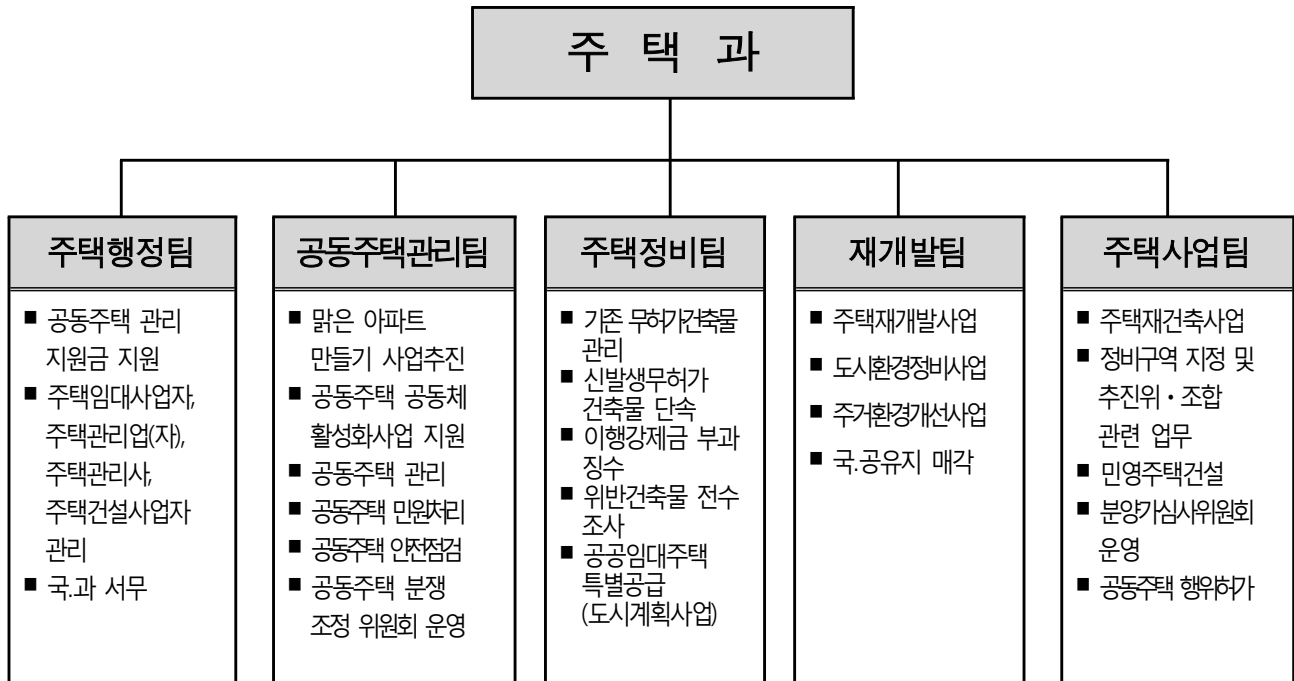 주 택 과
주택행정팀
■ 공동주택 관리
지원금 지원
■ 주택임대사업자,
주택관리업(자),
주택관리사,
주택건설사업자
관리
■ 국.과 서무
공동주택관리팀
■ 맑은 아파트
만들기 사업추진
■ 공동주택 공동체
활성화사업 지원
■ 공동주택 관리
■ 공동주택 민원처리
■ 공동주택 안전점검
■ 공동주택 분쟁
조정 위원회 운영
주택정비팀
■ 기존 무허가건축물
관리
■ 신발생무허가
건축물 단속
■ 이행강제금 부과
징수
■ 위반건축물 전수
조사
■ 공공임대주택
특별공급
(도시계획사업)
재개발팀
■ 주택재개발사업
■ 도시환경정비사업
■ 주거환경개선사업
■ 국.공유지 매각
주택사업팀
■ 주택재건축사업
■ 정비구역 지정 및
추진위・조합
관련 업무
■ 민영주택건설
■ 분양가심사위원회
운영
■ 공동주택 행위허가